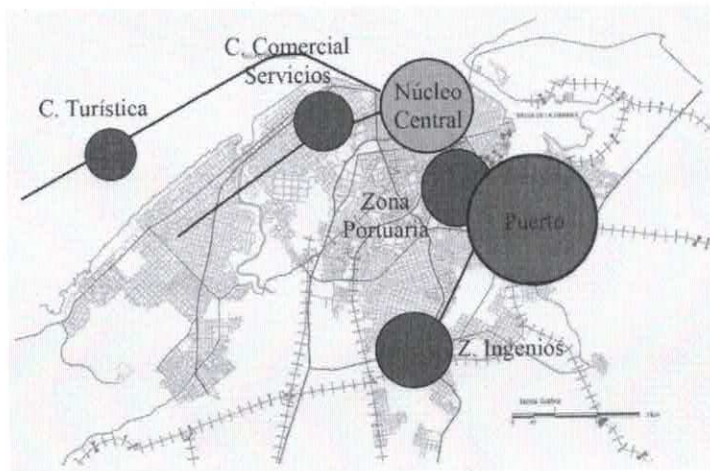 C. Comercial
Servicios
C. Turística
Núcleo
Central
Zona
Portuaria
Puerto
Z. Ingenios